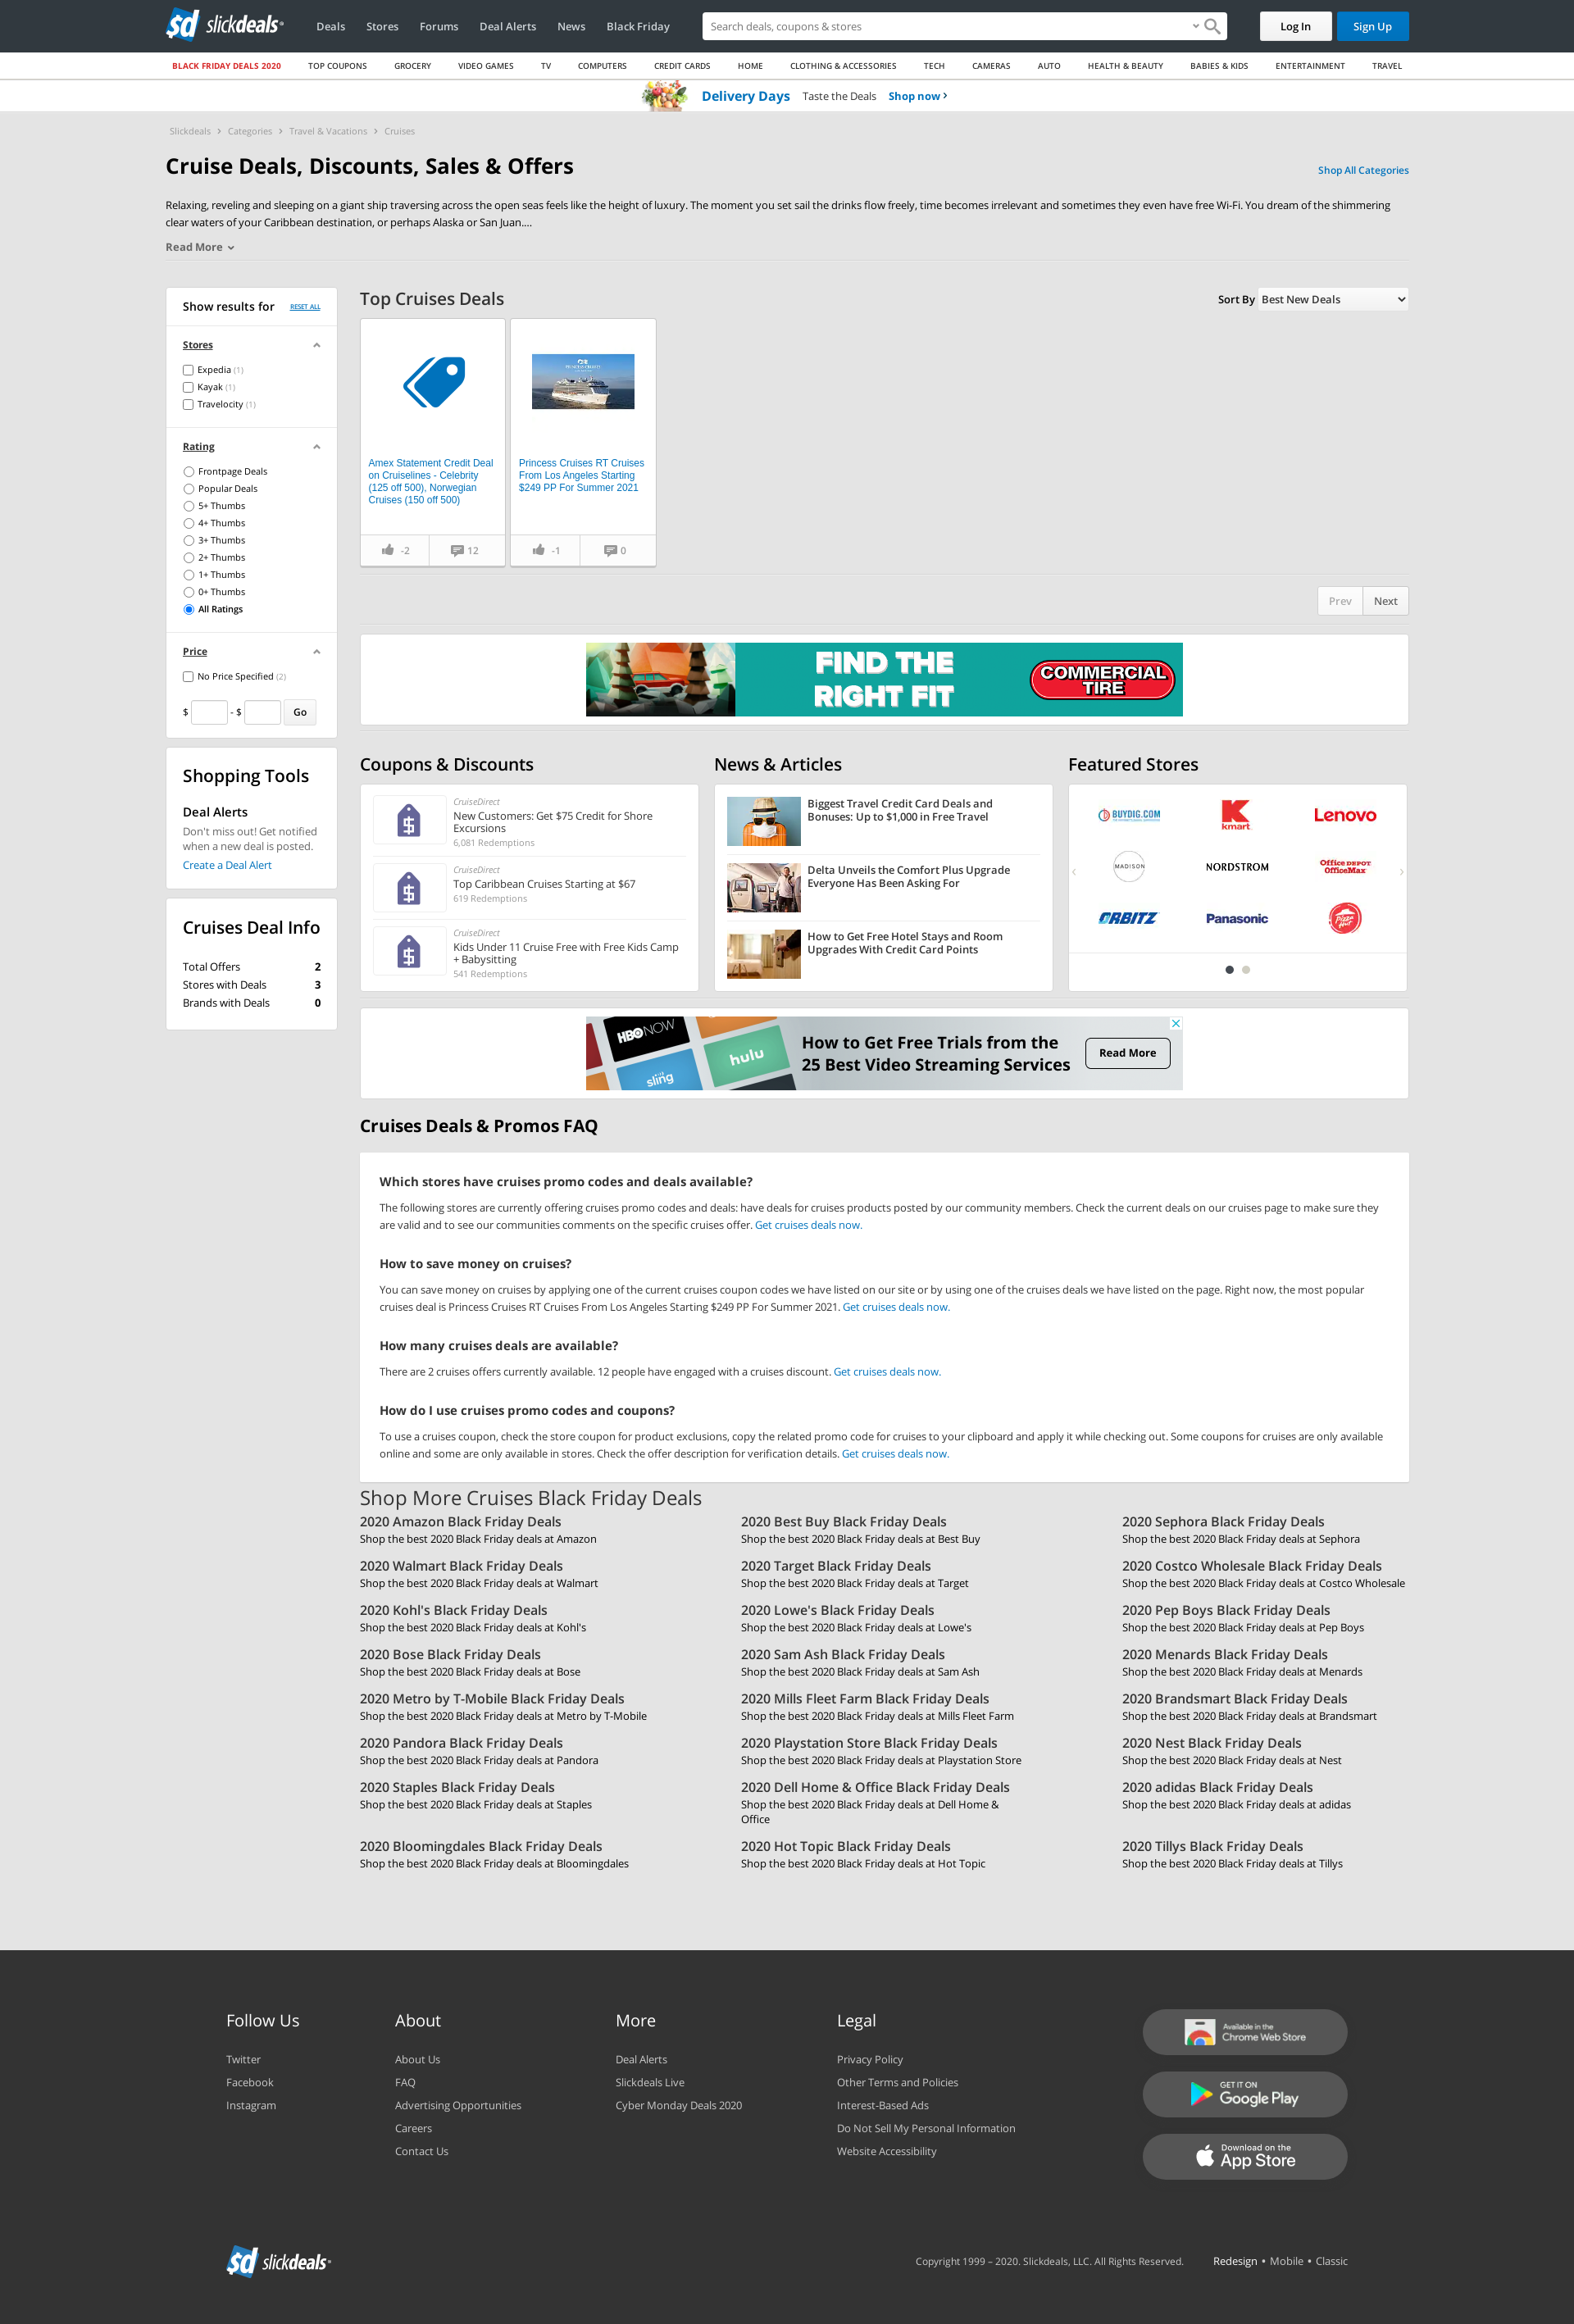 sd slickdeals
Deals Stores Forums Deal Alerts News Black Friday
Search deals, coupons & stores
Log In
Sign Up
BLACK FRIDAY DEALS 2020 TOP COUPONS GROCERY VIDEO GAMES TV COMPUTERS CREDIT CARDS HOME CLOTHING & ACCESSORIES TECH CAMERAS AUTO HEALTH & BEAUTY BABIES & KIDS ENTERTAINMENT TRAVEL
Delivery Days Taste the Deals Shop now ›
Slickdeals › Categories › Travel & Vacations › Cruises
Cruise Deals, Discounts, Sales & Offers
Shop All Categories
Relaxing, reveling and sleeping on a giant ship traversing across the open seas feels like the height of luxury. The moment you set sail the drinks flow freely, time becomes irrelevant and sometimes they even have free Wi-Fi. You dream of the shimmering
clear waters of your Caribbean destination, or perhaps Alaska or San Juan....
Read More
Show results for RESET ALL
Stores
Expedia (1)
Kayak (1)
Travelocity (1)
Rating
Frontpage Deals
Popular Deals
5+ Thumbs
4+ Thumbs
3+ Thumbs
2+ Thumbs
1+ Thumbs
0+ Thumbs
All Ratings
Price
No Price Specified (2)
$ - $ Go
Shopping Tools
Deal Alerts
Don't miss out! Get notified
when a new deal is posted.
Create a Deal Alert
Cruises Deal Info
Total Offers 2
Stores with Deals 3
Brands with Deals 0
Top Cruises Deals
Sort By Best New Deals
Amex Statement Credit Deal
on Cruiselines - Celebrity
(125 off 500), Norwegian
Cruises (150 off 500)
-2 12
PRINCESS CRUISES
Princess Cruises RT Cruises
From Los Angeles Starting
$249 PP For Summer 2021
-1 0
Prev Next
FIND THE
RIGHT FIT
COMMERCIAL
TIRE
Coupons & Discounts
CruiseDirect
New Customers: Get $75 Credit for Shore
Excursions
6,081 Redemptions
CruiseDirect
Top Caribbean Cruises Starting at $67
619 Redemptions
CruiseDirect
Kids Under 11 Cruise Free with Free Kids Camp
+ Babysitting
541 Redemptions
News & Articles
Biggest Travel Credit Card Deals and
Bonuses: Up to $1,000 in Free Travel
Delta Unveils the Comfort Plus Upgrade
Everyone Has Been Asking For
How to Get Free Hotel Stays and Room
Upgrades With Credit Card Points
Featured Stores
BUYDIG.COM
kmart
Lenovo
MADISON
NORDSTROM
Office DEPOT
OfficeMax
ORBITZ
Panasonic
Pizza Hut
HBO NOW
hulu
sling
How to Get Free Trials from the
25 Best Video Streaming Services
Read More
Cruises Deals & Promos FAQ
Which stores have cruises promo codes and deals available?
The following stores are currently offering cruises promo codes and deals: have deals for cruises products posted by our community members. Check the current deals on our cruises page to make sure they
are valid and to see our communities comments on the specific cruises offer. Get cruises deals now.
How to save money on cruises?
You can save money on cruises by applying one of the current cruises coupon codes we have listed on our site or by using one of the cruises deals we have listed on the page. Right now, the most popular
cruises deal is Princess Cruises RT Cruises From Los Angeles Starting $249 PP For Summer 2021. Get cruises deals now.
How many cruises deals are available?
There are 2 cruises offers currently available. 12 people have engaged with a cruises discount. Get cruises deals now.
How do I use cruises promo codes and coupons?
To use a cruises coupon, check the store coupon for product exclusions, copy the related promo code for cruises to your clipboard and apply it while checking out. Some coupons for cruises are only available
online and some are only available in stores. Check the offer description for verification details. Get cruises deals now.
Shop More Cruises Black Friday Deals
2020 Amazon Black Friday Deals 2020 Best Buy Black Friday Deals 2020 Sephora Black Friday Deals
Shop the best 2020 Black Friday deals at Amazon Shop the best 2020 Black Friday deals at Best Buy Shop the best 2020 Black Friday deals at Sephora
2020 Walmart Black Friday Deals 2020 Target Black Friday Deals 2020 Costco Wholesale Black Friday Deals
Shop the best 2020 Black Friday deals at Walmart Shop the best 2020 Black Friday deals at Target Shop the best 2020 Black Friday deals at Costco Wholesale
2020 Kohl's Black Friday Deals 2020 Lowe's Black Friday Deals 2020 Pep Boys Black Friday Deals
Shop the best 2020 Black Friday deals at Kohl's Shop the best 2020 Black Friday deals at Lowe's Shop the best 2020 Black Friday deals at Pep Boys
2020 Bose Black Friday Deals 2020 Sam Ash Black Friday Deals 2020 Menards Black Friday Deals
Shop the best 2020 Black Friday deals at Bose Shop the best 2020 Black Friday deals at Sam Ash Shop the best 2020 Black Friday deals at Menards
2020 Metro by T-Mobile Black Friday Deals 2020 Mills Fleet Farm Black Friday Deals 2020 Brandsmart Black Friday Deals
Shop the best 2020 Black Friday deals at Metro by T-Mobile Shop the best 2020 Black Friday deals at Mills Fleet Farm Shop the best 2020 Black Friday deals at Brandsmart
2020 Pandora Black Friday Deals 2020 Playstation Store Black Friday Deals 2020 Nest Black Friday Deals
Shop the best 2020 Black Friday deals at Pandora Shop the best 2020 Black Friday deals at Playstation Store Shop the best 2020 Black Friday deals at Nest
2020 Staples Black Friday Deals 2020 Dell Home & Office Black Friday Deals 2020 adidas Black Friday Deals
Shop the best 2020 Black Friday deals at Staples Shop the best 2020 Black Friday deals at Dell Home & Shop the best 2020 Black Friday deals at adidas
Office
2020 Bloomingdales Black Friday Deals 2020 Hot Topic Black Friday Deals 2020 Tillys Black Friday Deals
Shop the best 2020 Black Friday deals at Bloomingdales Shop the best 2020 Black Friday deals at Hot Topic Shop the best 2020 Black Friday deals at Tillys
Follow Us
Twitter
Facebook
Instagram
About
About Us
FAQ
Advertising Opportunities
Careers
Contact Us
More
Deal Alerts
Slickdeals Live
Cyber Monday Deals 2020
Legal
Privacy Policy
Other Terms and Policies
Interest-Based Ads
Do Not Sell My Personal Information
Website Accessibility
Available in the
Chrome Web Store
GET IT ON
Google Play
Download on the
App Store
sd slickdeals
Copyright 1999 – 2020. Slickdeals, LLC. All Rights Reserved. Redesign • Mobile • Classic